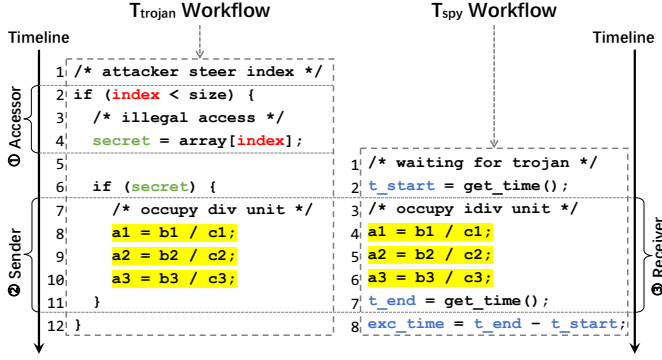 T_trojan Workflow
T_spy Workflow
Timeline
Timeline
① Accessor
② Sender
1 /* attacker steer index */
2 if (index < size) {
3 /* illegal access */
4 secret = array[index];
5
6 if (secret) {
7 /* occupy div unit */
8 a1 = b1 / c1;
9 a2 = b2 / c2;
10 a3 = b3 / c3;
11 }
12 }
1 /* waiting for trojan */
2 t_start = get_time();
3 /* occupy idiv unit */
4 a1 = b1 / c1;
5 a2 = b2 / c2;
6 a3 = b3 / c3;
7 t_end = get_time();
8 exc_time = t_end – t_start;
③ Receiver